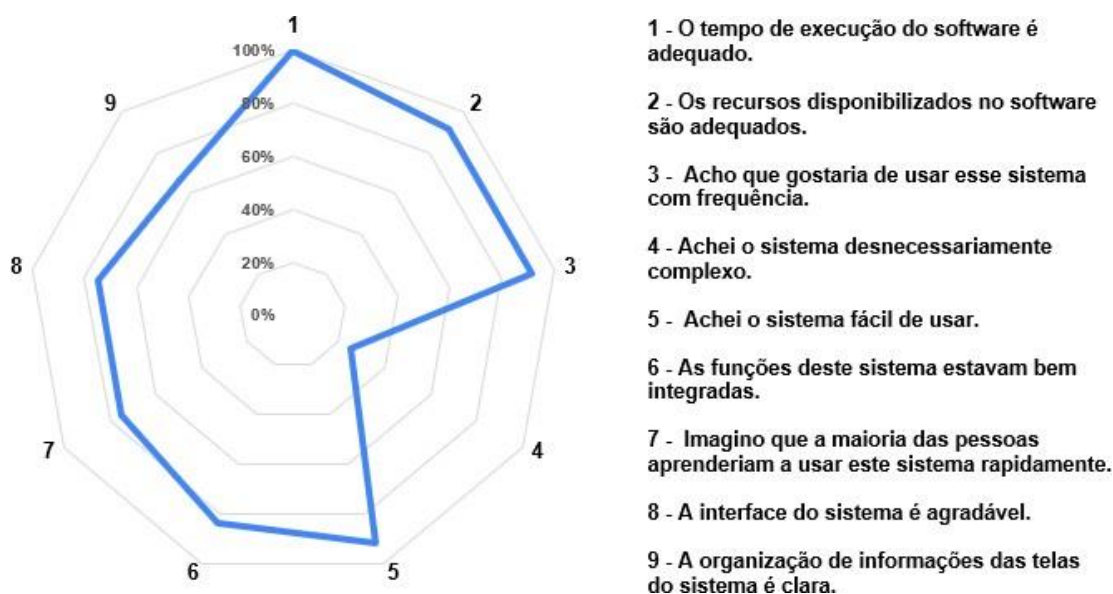 1
100%
80%
60%
40%
20%
0%
2
3
4
5
6
7
8
9
1 - O tempo de execução do software é
adequado.
2 - Os recursos disponibilizados no software
são adequados.
3 - Acho que gostaria de usar esse sistema
com frequência.
4 - Achei o sistema desnecessariamente
complexo.
5 - Achei o sistema fácil de usar.
6 - As funções deste sistema estavam bem
integradas.
7 - Imagino que a maioria das pessoas
aprenderiam a usar este sistema rapidamente.
8 - A interface do sistema é agradável.
9 - A organização de informações das telas
do sistema é clara.